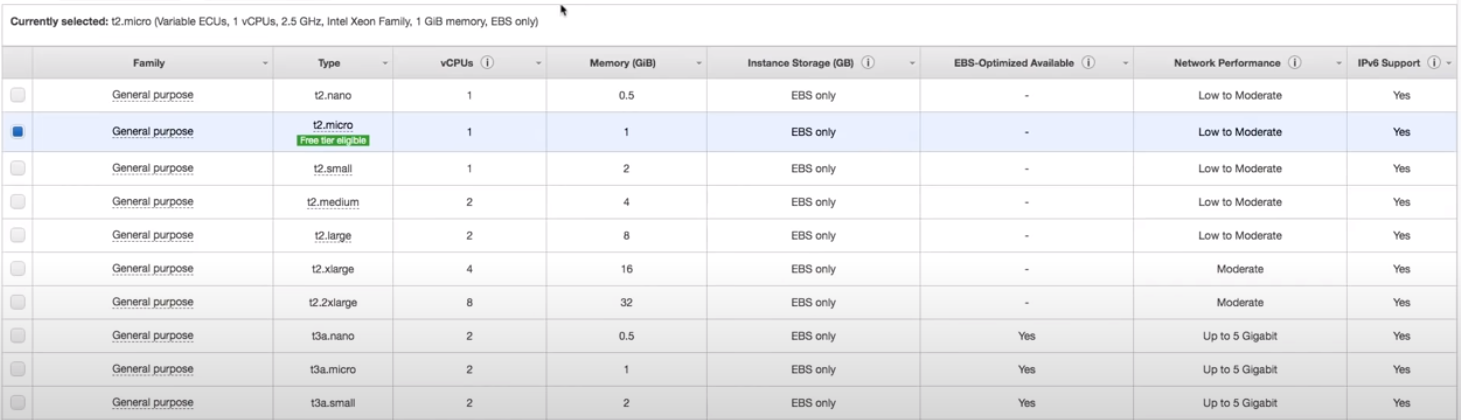 Currently selected: t2.micro (Variable ECUs, 1 vCPUs, 2.5 GHz, Intel Xeon Family, 1 GiB memory, EBS only)
Family Type vCPUs Memory (GiB) Instance Storage (GB) EBS-Optimized Available Network Performance IPv6 Support
General purpose t2.nano 1 0.5 EBS only - Low to Moderate Yes
General purpose t2.micro 1 1 EBS only - Low to Moderate Yes
Free tier eligible
General purpose t2.small 1 2 EBS only - Low to Moderate Yes
General purpose t2.medium 2 4 EBS only - Low to Moderate Yes
General purpose t2.large 2 8 EBS only - Low to Moderate Yes
General purpose t2.xlarge 4 16 EBS only - Moderate Yes
General purpose t2.2xlarge 8 32 EBS only - Moderate Yes
General purpose t3a.nano 2 0.5 EBS only Yes Up to 5 Gigabit Yes
General purpose t3a.micro 2 1 EBS only Yes Up to 5 Gigabit Yes
General purpose t3a.small 2 2 EBS only Yes Up to 5 Gigabit Yes